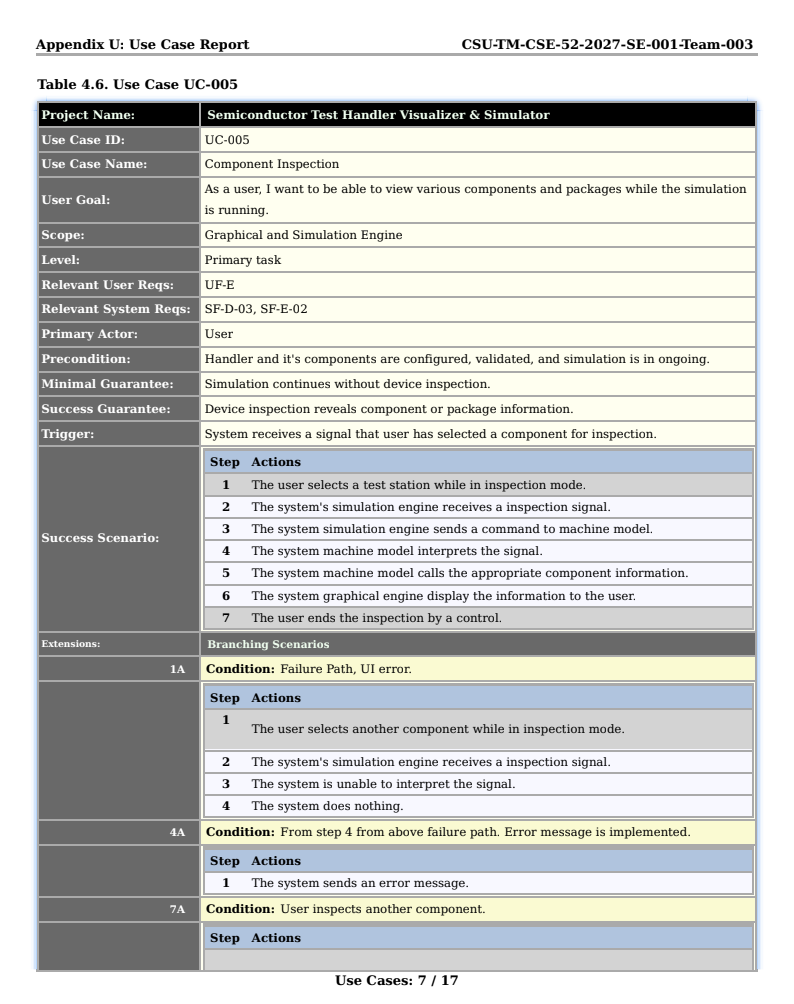 Appendix U: Use Case Report CSU-TM-CSE-52-2027-SE-001-Team-003
Table 4.6. Use Case UC-005
Project Name: Semiconductor Test Handler Visualizer & Simulator
Use Case ID: UC-005
Use Case Name: Component Inspection
User Goal: As a user, I want to be able to view various components and packages while the simulation
is running.
Scope: Graphical and Simulation Engine
Level: Primary task
Relevant User Reqs: UF-E
Relevant System Reqs: SF-D-03, SF-E-02
Primary Actor: User
Precondition: Handler and it's components are configured, validated, and simulation is in ongoing.
Minimal Guarantee: Simulation continues without device inspection.
Success Guarantee: Device inspection reveals component or package information.
Trigger: System receives a signal that user has selected a component for inspection.
Success Scenario:
Step Actions
1 The user selects a test station while in inspection mode.
2 The system's simulation engine receives a inspection signal.
3 The system simulation engine sends a command to machine model.
4 The system machine model interprets the signal.
5 The system machine model calls the appropriate component information.
6 The system graphical engine display the information to the user.
7 The user ends the inspection by a control.
Extensions: Branching Scenarios
1A Condition: Failure Path, UI error.
Step Actions
1 The user selects another component while in inspection mode.
2 The system's simulation engine receives a inspection signal.
3 The system is unable to interpret the signal.
4 The system does nothing.
4A Condition: From step 4 from above failure path. Error message is implemented.
Step Actions
1 The system sends an error message.
7A Condition: User inspects another component.
Step Actions
Use Cases: 7 / 17